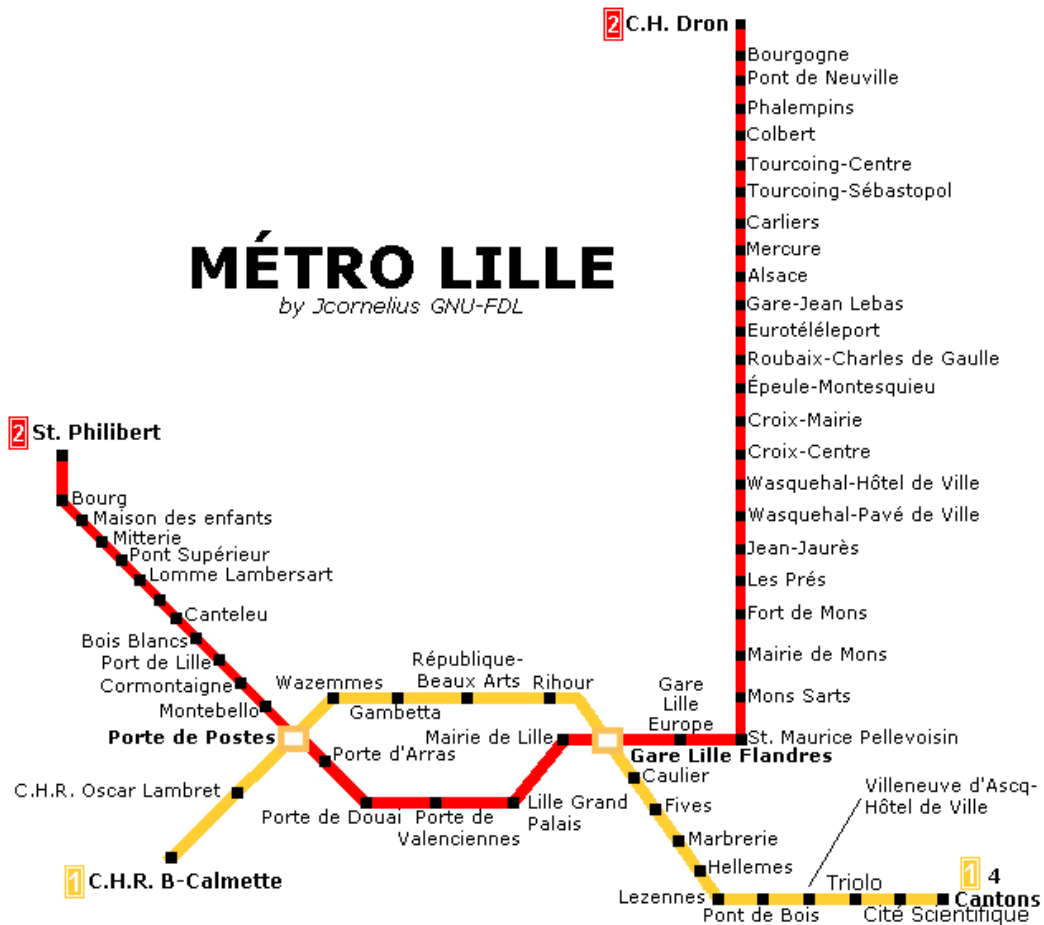 2 C.H. Dron
Bourgogne
Pont de Neuville
Phalempins
Colbert
Tourcoing-Centre
Tourcoing-Sébastopol
Carliers
Mercure
Alsace
Gare-Jean Lebas
Eurotéléleport
Roubaix-Charles de Gaulle
Épeule-Montesquieu
Croix-Mairie
Croix-Centre
Wasquehal-Hôtel de Ville
Wasquehal-Pavé de Ville
Jean-Jaurès
Les Prés
Fort de Mons
Mairie de Mons
Mons Sarts
St. Maurice Pellevoisin
MÉTRO LILLE
by Jcornelius GNU-FDL
2 St. Philibert
Bourg
Maison des enfants
Mitterie
Pont Supérieur
Lomme Lambersart
Canteleu
Bois Blancs
Port de Lille
Cormontaigne
Montebello
Porte de Postes
Wazemmes
Gambetta
République-
Beaux Arts
Rihour
Gare
Lille
Europe
Mairie de Lille
Gare Lille Flandres
Porte d'Arras
Porte de Douai
Porte de
Valenciennes
Lille Grand
Palais
C.H.R. Oscar Lambret
1 C.H.R. B-Calmette
Caulier
Fives
Marbrerie
Hellemes
Lezennes
Pont de Bois
Villeneuve d'Ascq-
Hôtel de Ville
Triolo
Cité Scientifique
1 4
Cantons